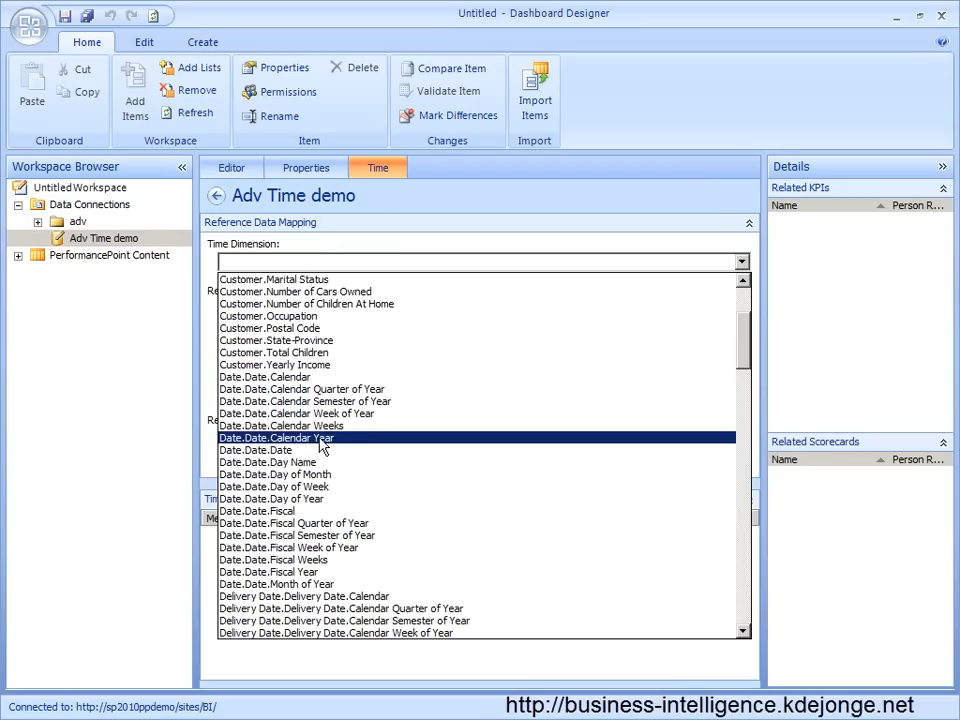 Untitled - Dashboard Designer
Home
Edit
Create
Paste
Cut
Copy
Clipboard
Add Items
Add Lists
Remove
Refresh
Workspace
Properties
Delete
Permissions
Rename
Item
Compare Item
Validate Item
Mark Differences
Changes
Import Items
Import
Workspace Browser
Untitled Workspace
Data Connections
adv
Adv Time demo
PerformancePoint Content
Editor
Properties
Time
Adv Time demo
Reference Data Mapping
Time Dimension:
Customer.Marital Status
Customer.Number of Cars Owned
Customer.Number of Children At Home
Customer.Occupation
Customer.Postal Code
Customer.State-Province
Customer.Total Children
Customer.Yearly Income
Date.Date.Calendar
Date.Date.Calendar Quarter of Year
Date.Date.Calendar Semester of Year
Date.Date.Calendar Week of Year
Date.Date.Calendar Weeks
Date.Date.Calendar Year
Date.Date.Date
Date.Date.Day Name
Date.Date.Day of Month
Date.Date.Day of Week
Date.Date.Day of Year
Date.Date.Fiscal
Date.Date.Fiscal Quarter of Year
Date.Date.Fiscal Semester of Year
Date.Date.Fiscal Week of Year
Date.Date.Fiscal Weeks
Date.Date.Fiscal Year
Date.Date.Month of Year
Delivery Date.Delivery Date.Calendar
Delivery Date.Delivery Date.Calendar Quarter of Year
Delivery Date.Delivery Date.Calendar Semester of Year
Delivery Date.Delivery Date.Calendar Week of Year
Details
Related KPIs
Name
Person R...
Related Scorecards
Name
Person R...
Connected to: http://sp2010ppdemo/sites/BI/
http://business-intelligence.kdejonge.net